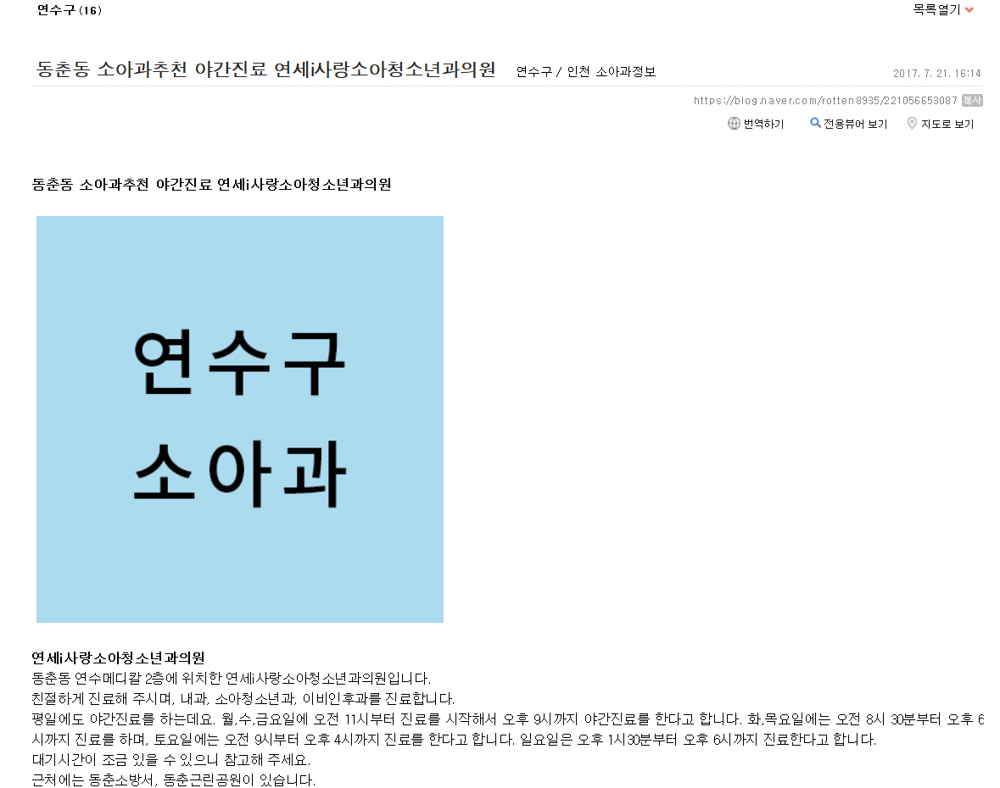 연수구 (16)
목록열기
동춘동 소아과추천 야간진료 연세i사랑소아청소년과의원 연수구 / 인천 소아과정보
2017. 7. 21. 16:14
https://blog.naver.com/rotten8935/221056653087 복사
번역하기 전용뷰어 보기 지도로 보기
동춘동 소아과추천 야간진료 연세i사랑소아청소년과의원
연수구
소아과
연세i사랑소아청소년과의원
동춘동 연수메디칼 2층에 위치한 연세i사랑소아청소년과의원입니다.
친절하게 진료해 주시며, 내과, 소아청소년과, 이비인후과를 진료합니다.
평일에도 야간진료를 하는데요. 월,수,금요일에 오전 11시부터 진료를 시작해서 오후 9시까지 야간진료를 한다고 합니다. 화,목요일에는 오전 8시 30분부터 오후 6
시까지 진료를 하며, 토요일에는 오전 9시부터 오후 4시까지 진료를 한다고 합니다. 일요일은 오후 1시30분부터 오후 6시까지 진료한다고 합니다.
대기시간이 조금 있을 수 있으니 참고해 주세요.
근처에는 동춘소방서, 동춘근린공원이 있습니다.